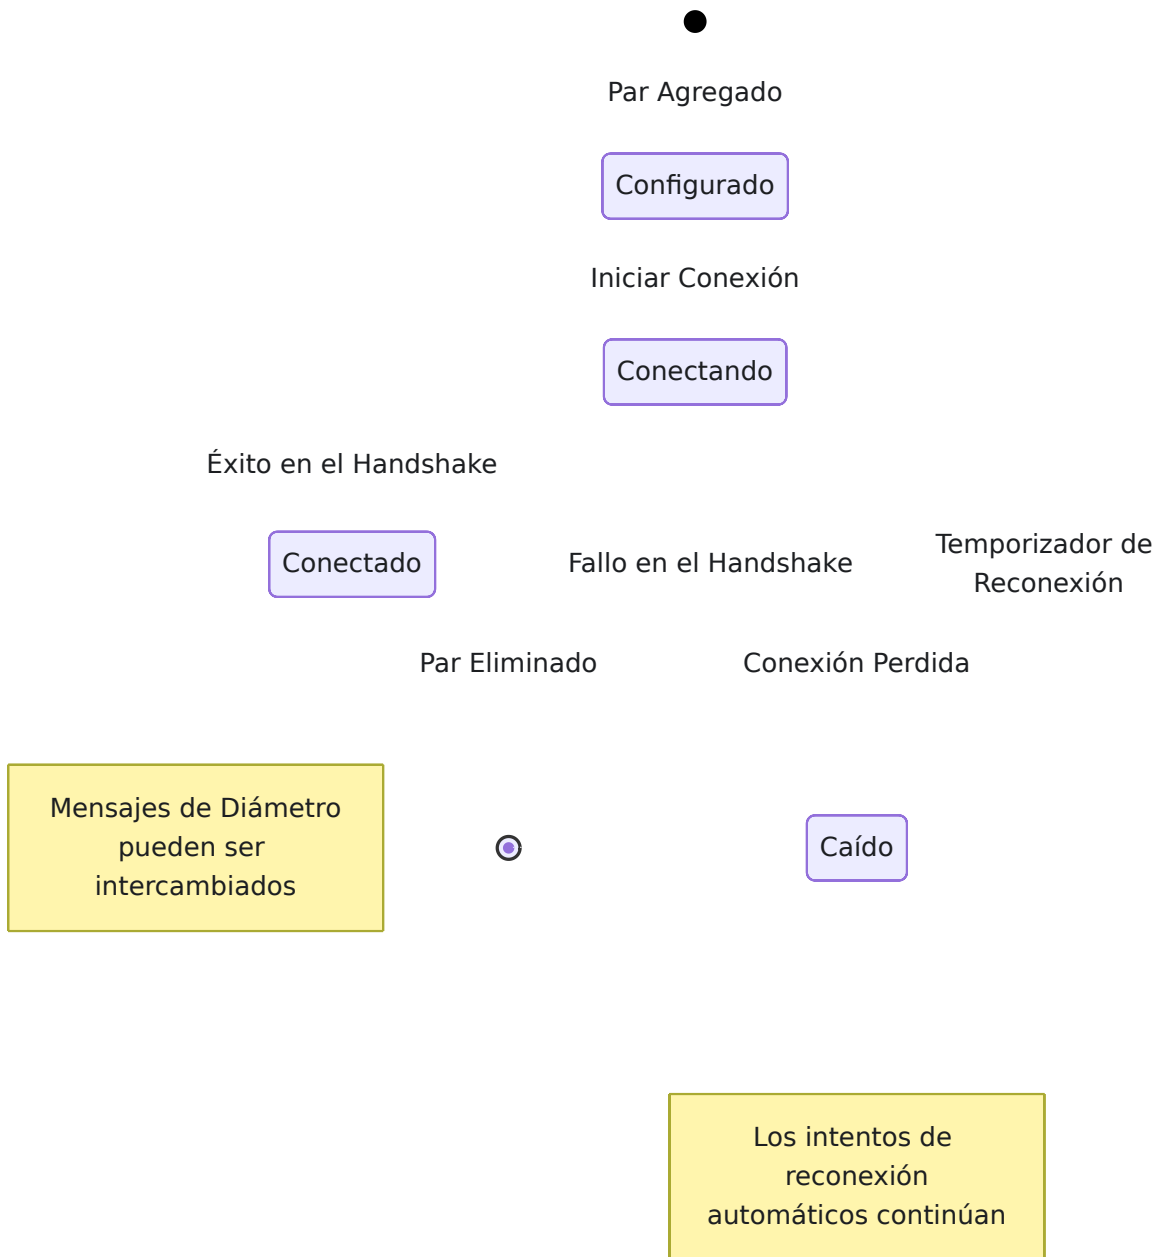 Par Agregado
Configurado
Iniciar Conexión
Conectando
Éxito en el Handshake
Conectado
Fallo en el Handshake
Temporizador de
Reconexión
Par Eliminado
Conexión Perdida
Mensajes de Diámetro
pueden ser
intercambiados
Caído
Los intentos de
reconexión
automáticos continúan